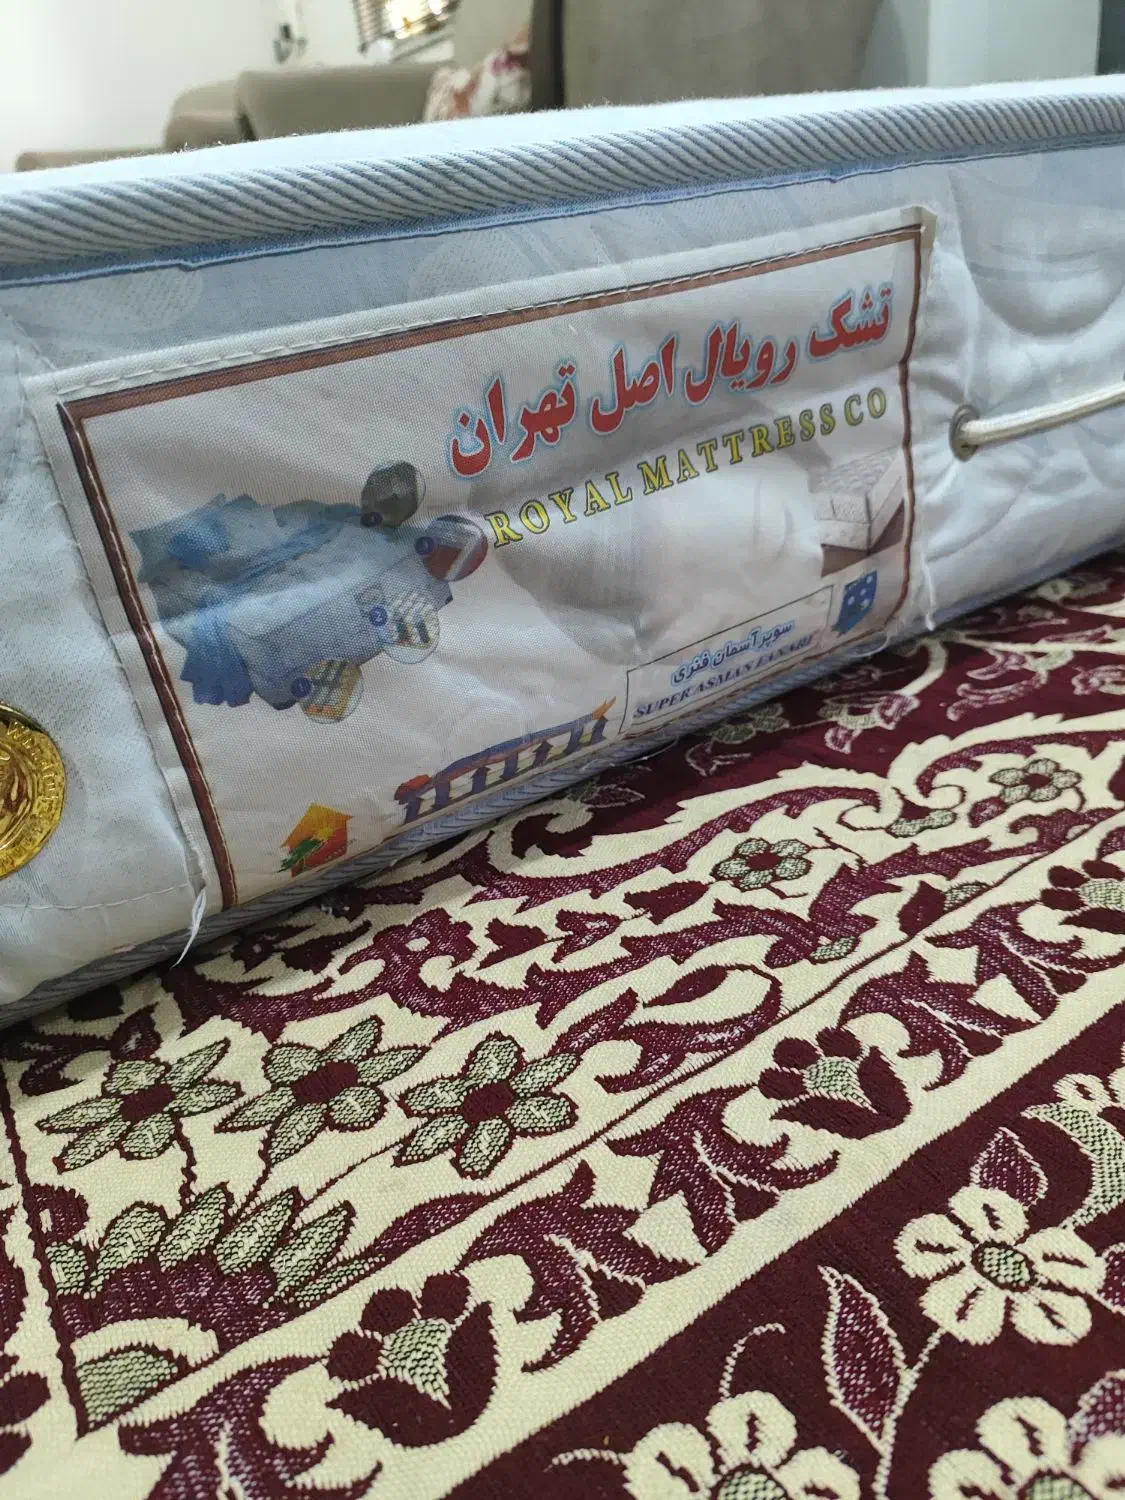 تشک رویال اصل تهران
ROYAL MATTRESS CO
سوپر آسمان فنری
SUPER ASMAN FANARI